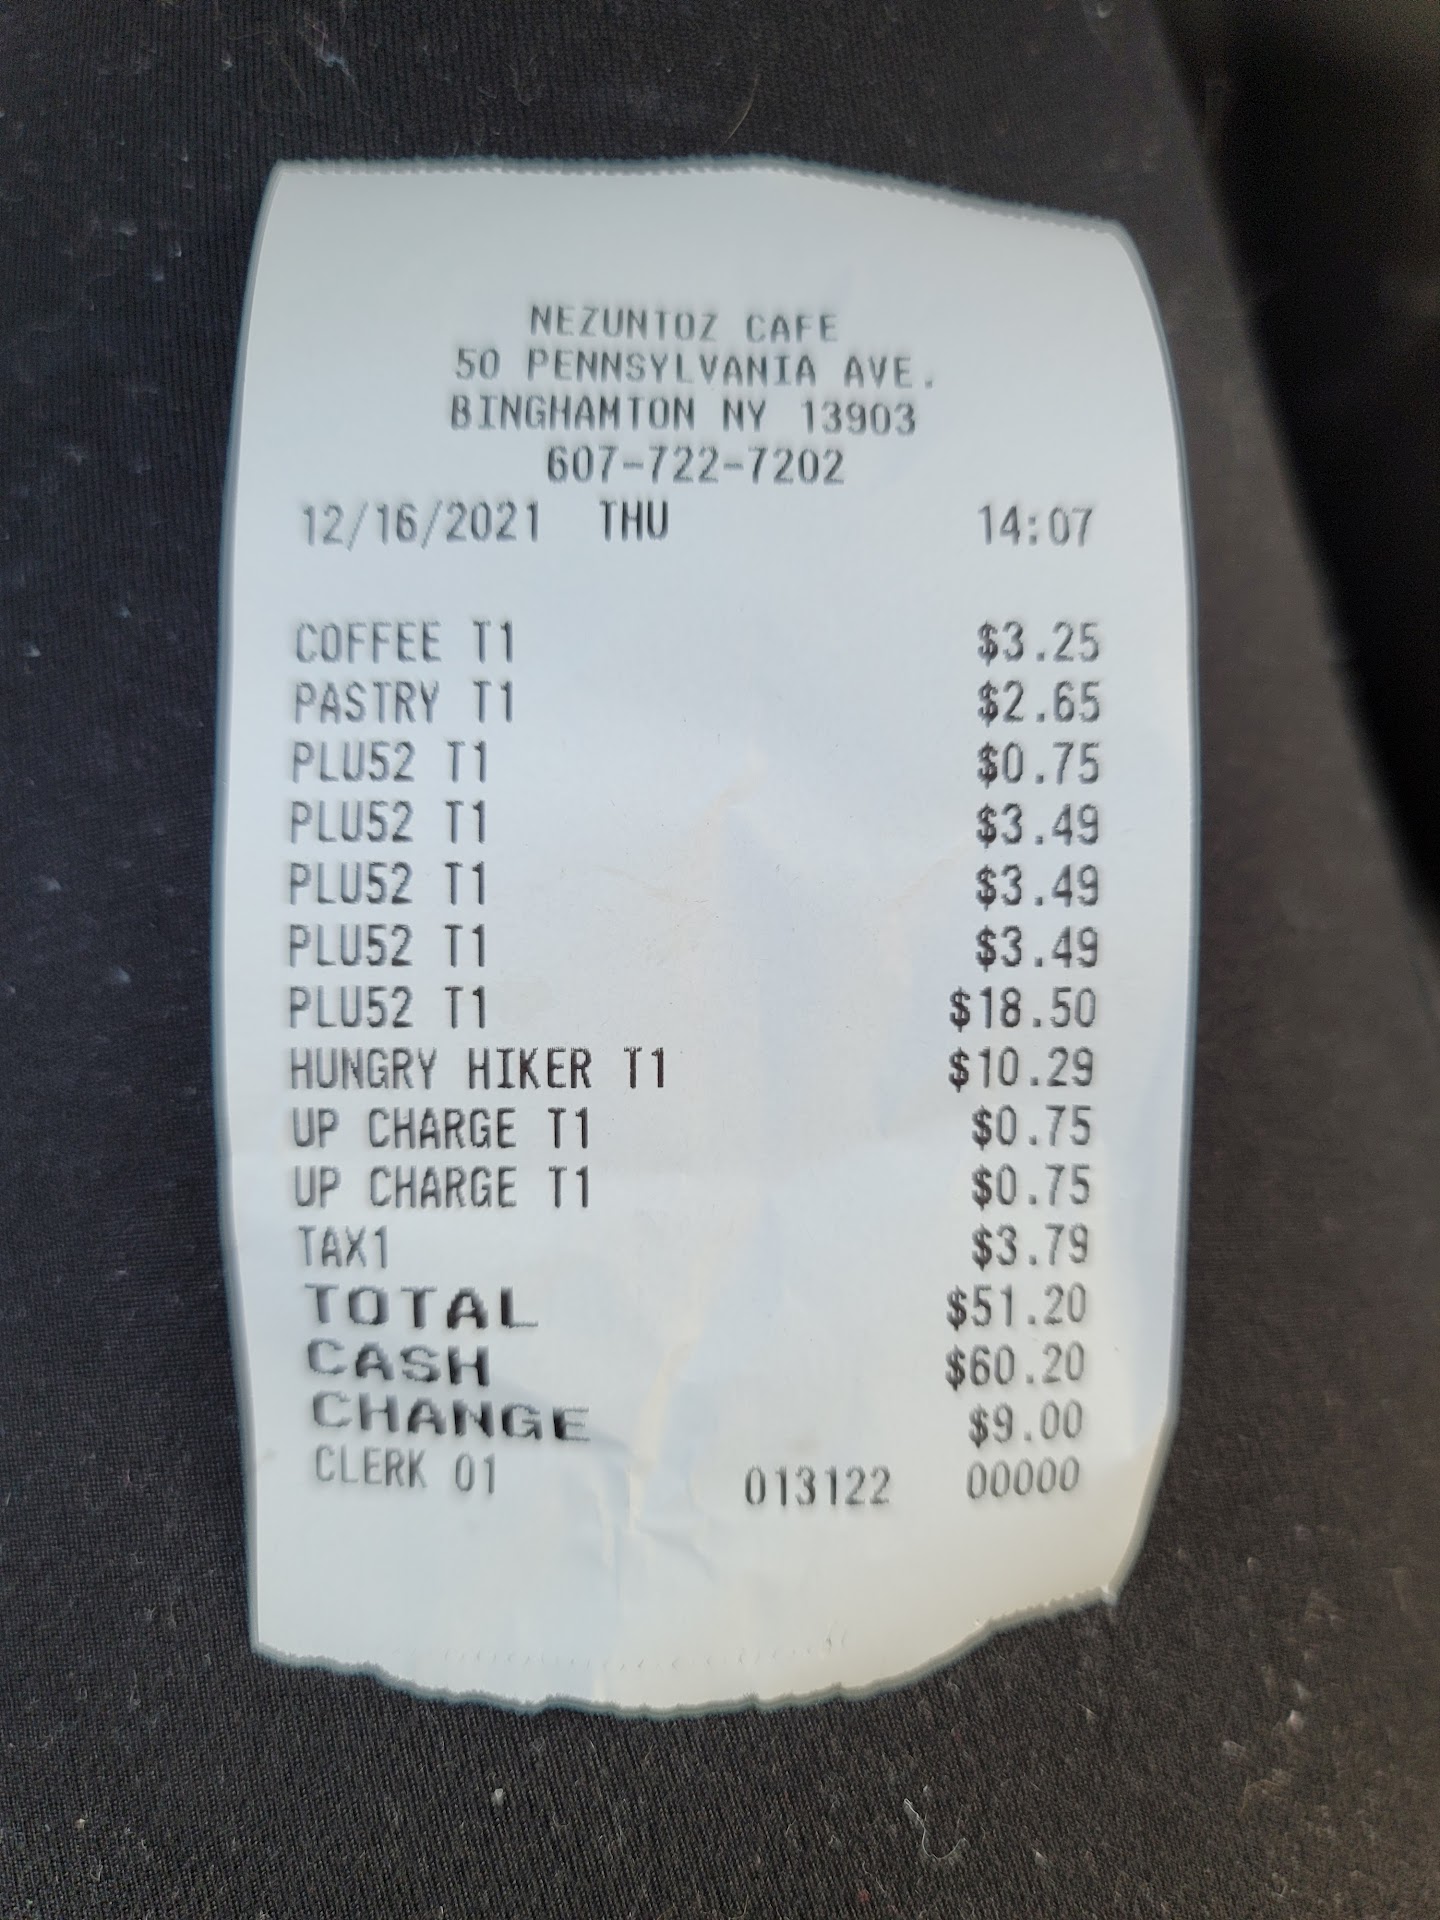 NEZUNTOZ CAFE
50 PENNSYLVANIA AVE.
BINGHAMTON NY 13903
607-722-7202
12/16/2021 THU 14:07
COFFEE T1 $3.25
PASTRY T1 $2.65
PLU52 T1 $0.75
PLU52 T1 $3.49
PLU52 T1 $3.49
PLU52 T1 $3.49
PLU52 T1 $18.50
HUNGRY HIKER T1 $10.29
UP CHARGE T1 $0.75
UP CHARGE T1 $0.75
TAX1 $3.79
TOTAL $51.20
CASH $60.20
CHANGE $9.00
CLERK 01 013122 00000